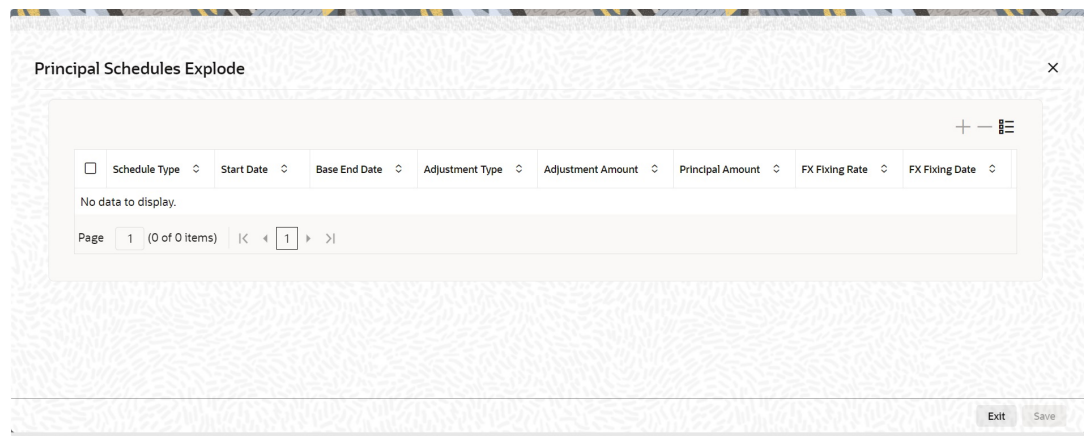 Principal Schedules Explode
Schedule Type Start Date Base End Date Adjustment Type Adjustment Amount Principal Amount FX Fixing Rate FX Fixing Date
No data to display.
Page 1 (0 of 0 items) 1
Exit Save